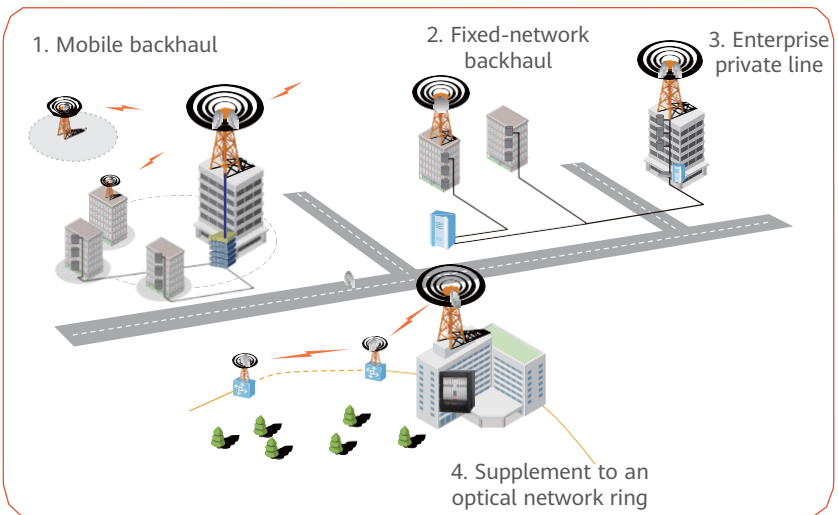 1. Mobile backhaul
2. Fixed-network
backhaul
3. Enterprise
private line
4. Supplement to an
optical network ring